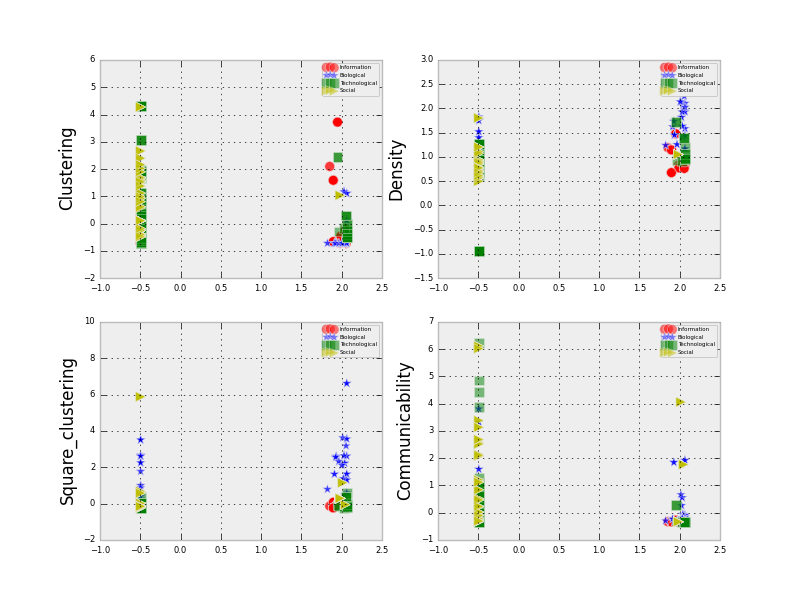 Clustering
6
5
4
3
2
1
0
−1
−2
−1.0 −0.5 0.0 0.5 1.0 1.5 2.0 2.5
Information
Biological
Technological
Social
Density
3.0
2.5
2.0
1.5
1.0
0.5
0.0
−0.5
−1.0
−1.5
−1.0 −0.5 0.0 0.5 1.0 1.5 2.0 2.5
Information
Biological
Technological
Social
Square_clustering
10
8
6
4
2
0
−2
−1.0 −0.5 0.0 0.5 1.0 1.5 2.0 2.5
Information
Biological
Technological
Social
Communicability
7
6
5
4
3
2
1
0
−1
−1.0 −0.5 0.0 0.5 1.0 1.5 2.0 2.5
Information
Biological
Technological
Social